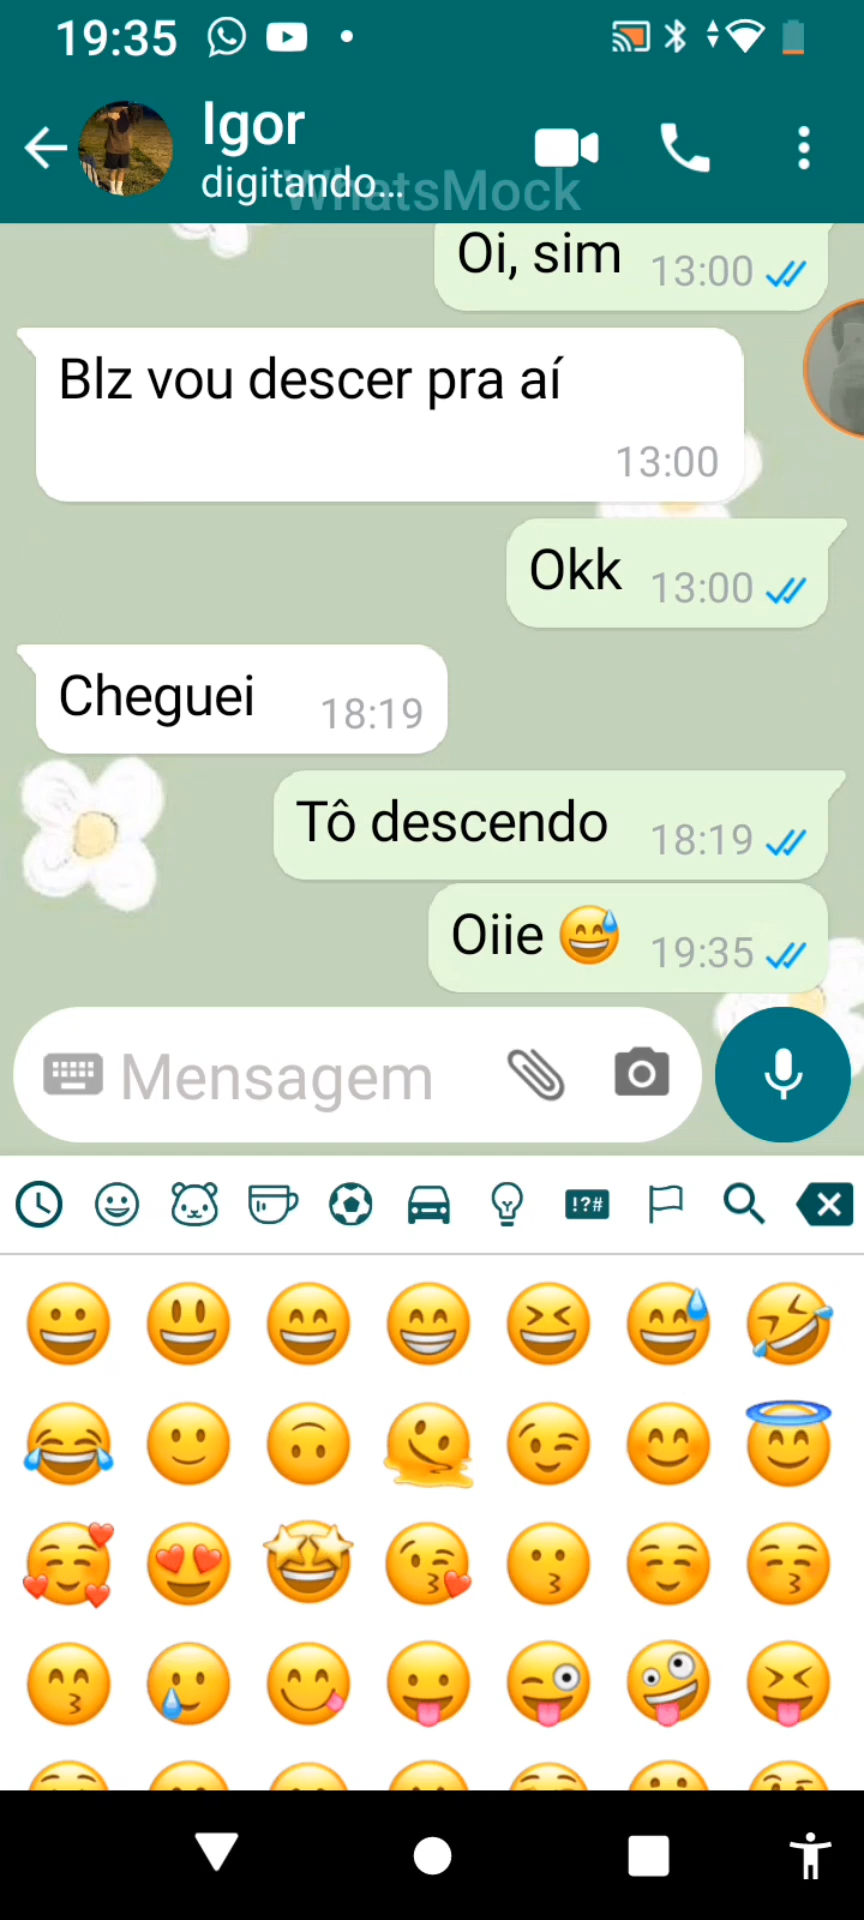 19:35
Igor
digitando...
WhatsMock
Oi, sim 13:00
Blz vou descer pra aí
13:00
Okk 13:00
Cheguei 18:19
Tô descendo 18:19
Oiie 😅 19:35
Mensagem
!?#